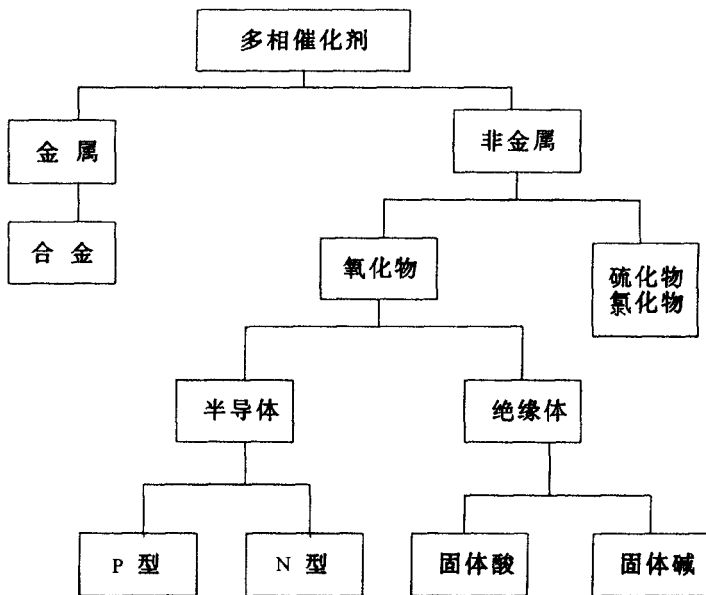 多相催化剂
金属
非金属
合金
氧化物
硫化物
氯化物
半导体
绝缘体
P 型
N 型
固体酸
固体碱